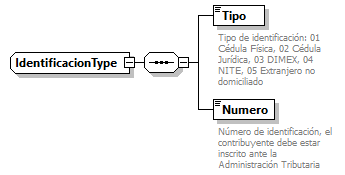 IdentificacionType
Tipo
Tipo de identificación: 01
Cédula Física, 02 Cédula
Jurídica, 03 DIMEX, 04
NITE, 05 Extranjero no
domiciliado
Numero
Número de identificación, el
contribuyente debe estar
inscrito ante la
Administración Tributaria